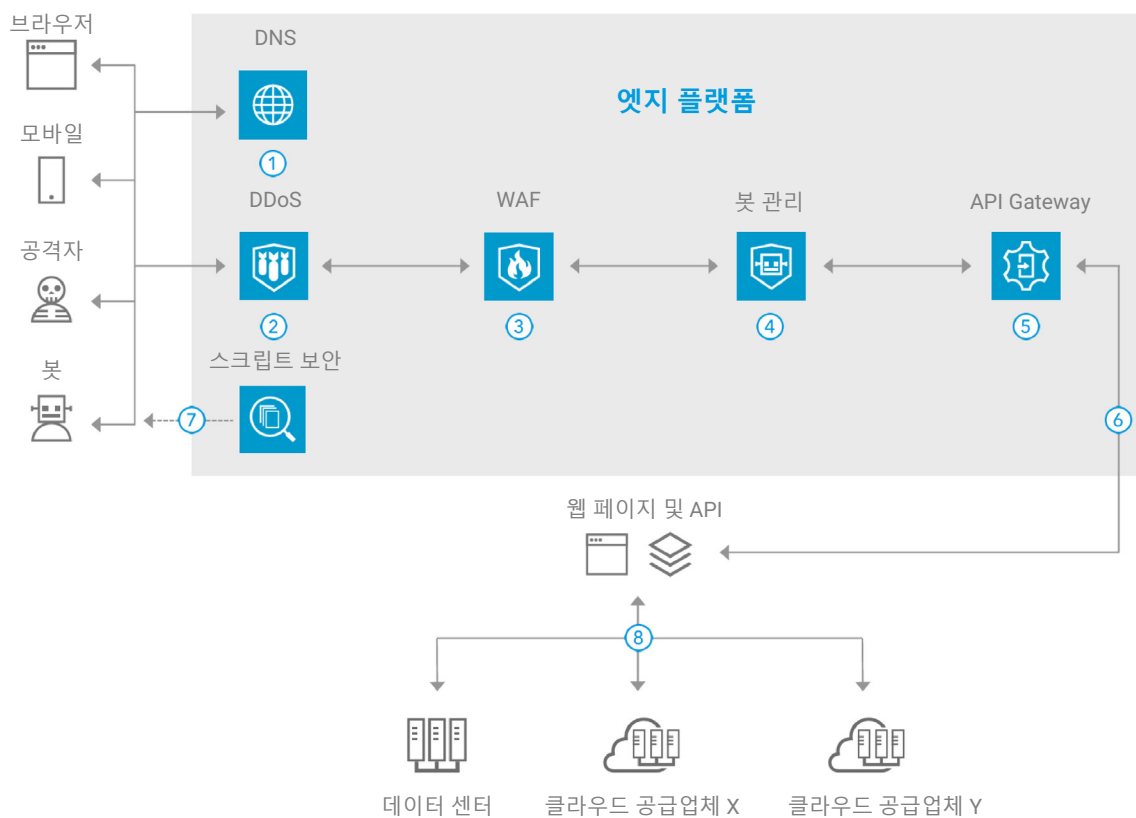 브라우저
DNS
엣지 플랫폼
모바일
1
DDoS
WAF
봇 관리
API Gateway
공격자
2
3
4
5
스크립트 보안
봇
7
6
웹 페이지 및 API
8
데이터 센터
클라우드 공급업체 X
클라우드 공급업체 Y